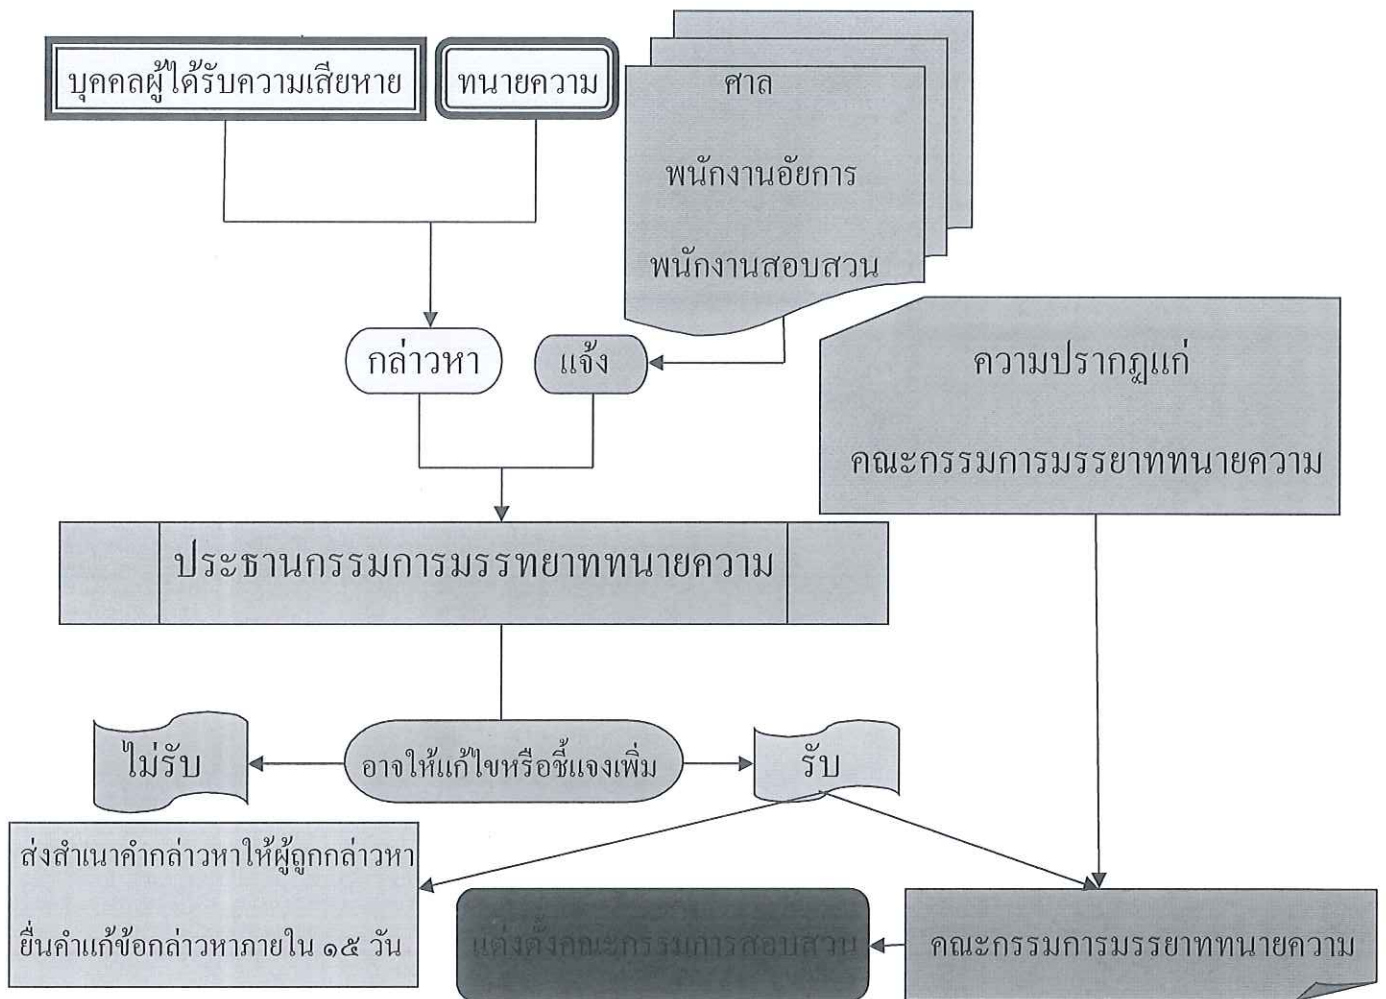 บุคคลผู้ได้รับความเสียหาย
ทนายความ
ศาล
พนักงานอัยการ
พนักงานสอบสวน
กล่าวหา
แจ้ง
ความปรากฏแก่
คณะกรรมการมรรยาททนายความ
ประธานกรรมการมรรทยาททนายความ
ไม่รับ
อาจให้แก้ไขหรือชี้แจงเพิ่ม
รับ
ส่งสำเนาคำกล่าวหาให้ผู้ถูกกล่าวหา
ยื่นคำแก้ข้อกล่าวหาภายใน ๑๕ วัน
แต่งตั้งคณะกรรมการสอบสวน
คณะกรรมการมรรยาททนายความ